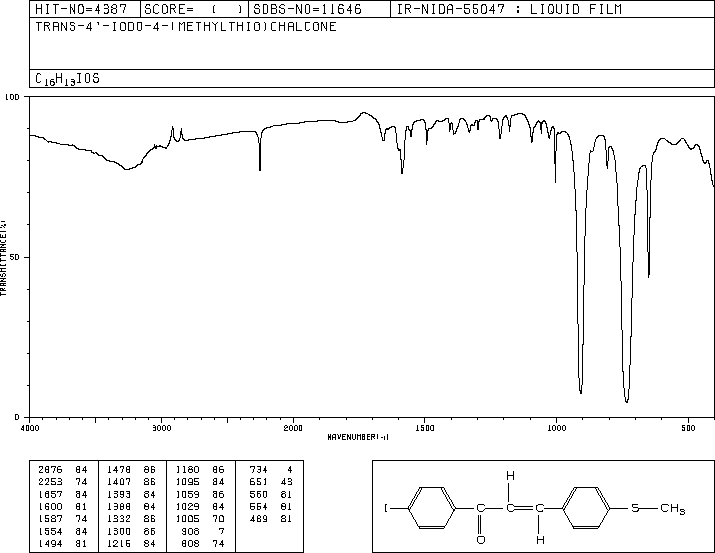 HIT-NO=4387 SCORE= ( ) SDBS-NO=11646 IR-NIDA-55047 : LIQUID FILM
TRANS-4'-IODO-4-(METHYLTHIO)CHALCONE
C16H13IOS
100
50
0
TRANSMITTANCE(%)
4000 3000 2000 1500 1000 500
WAVENUMBER(-1)
2876 84 1478 86 1180 86 734 4
2253 74 1407 86 1095 84 651 43
1657 84 1393 84 1059 86 560 81
1600 81 1388 84 1029 84 554 81
1587 74 1332 86 1005 70 489 81
1554 84 1300 86 908 7
1494 81 1216 84 808 74
I
O
H
H
S
CH3